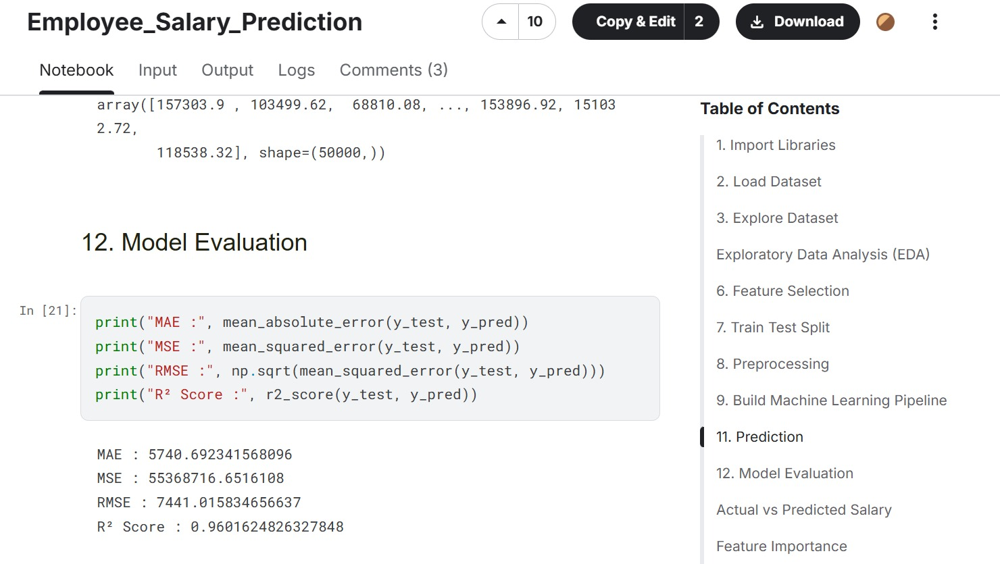 Employee_Salary_Prediction
10
Copy & Edit
2
Download
Notebook
Input
Output
Logs
Comments (3)
array([157303.9 , 103499.62,  68810.08, ..., 153896.92, 15103
2.72,
       118538.32], shape=(50000,))
12. Model Evaluation
In [21]:
print("MAE :", mean_absolute_error(y_test, y_pred))
print("MSE :", mean_squared_error(y_test, y_pred))
print("RMSE :", np.sqrt(mean_squared_error(y_test, y_pred)))
print("R² Score :", r2_score(y_test, y_pred))
MAE : 5740.692341568096
MSE : 55368716.6516108
RMSE : 7441.015834656637
R² Score : 0.9601624826327848
Table of Contents
1. Import Libraries
2. Load Dataset
3. Explore Dataset
Exploratory Data Analysis (EDA)
6. Feature Selection
7. Train Test Split
8. Preprocessing
9. Build Machine Learning Pipeline
11. Prediction
12. Model Evaluation
Actual vs Predicted Salary
Feature Importance